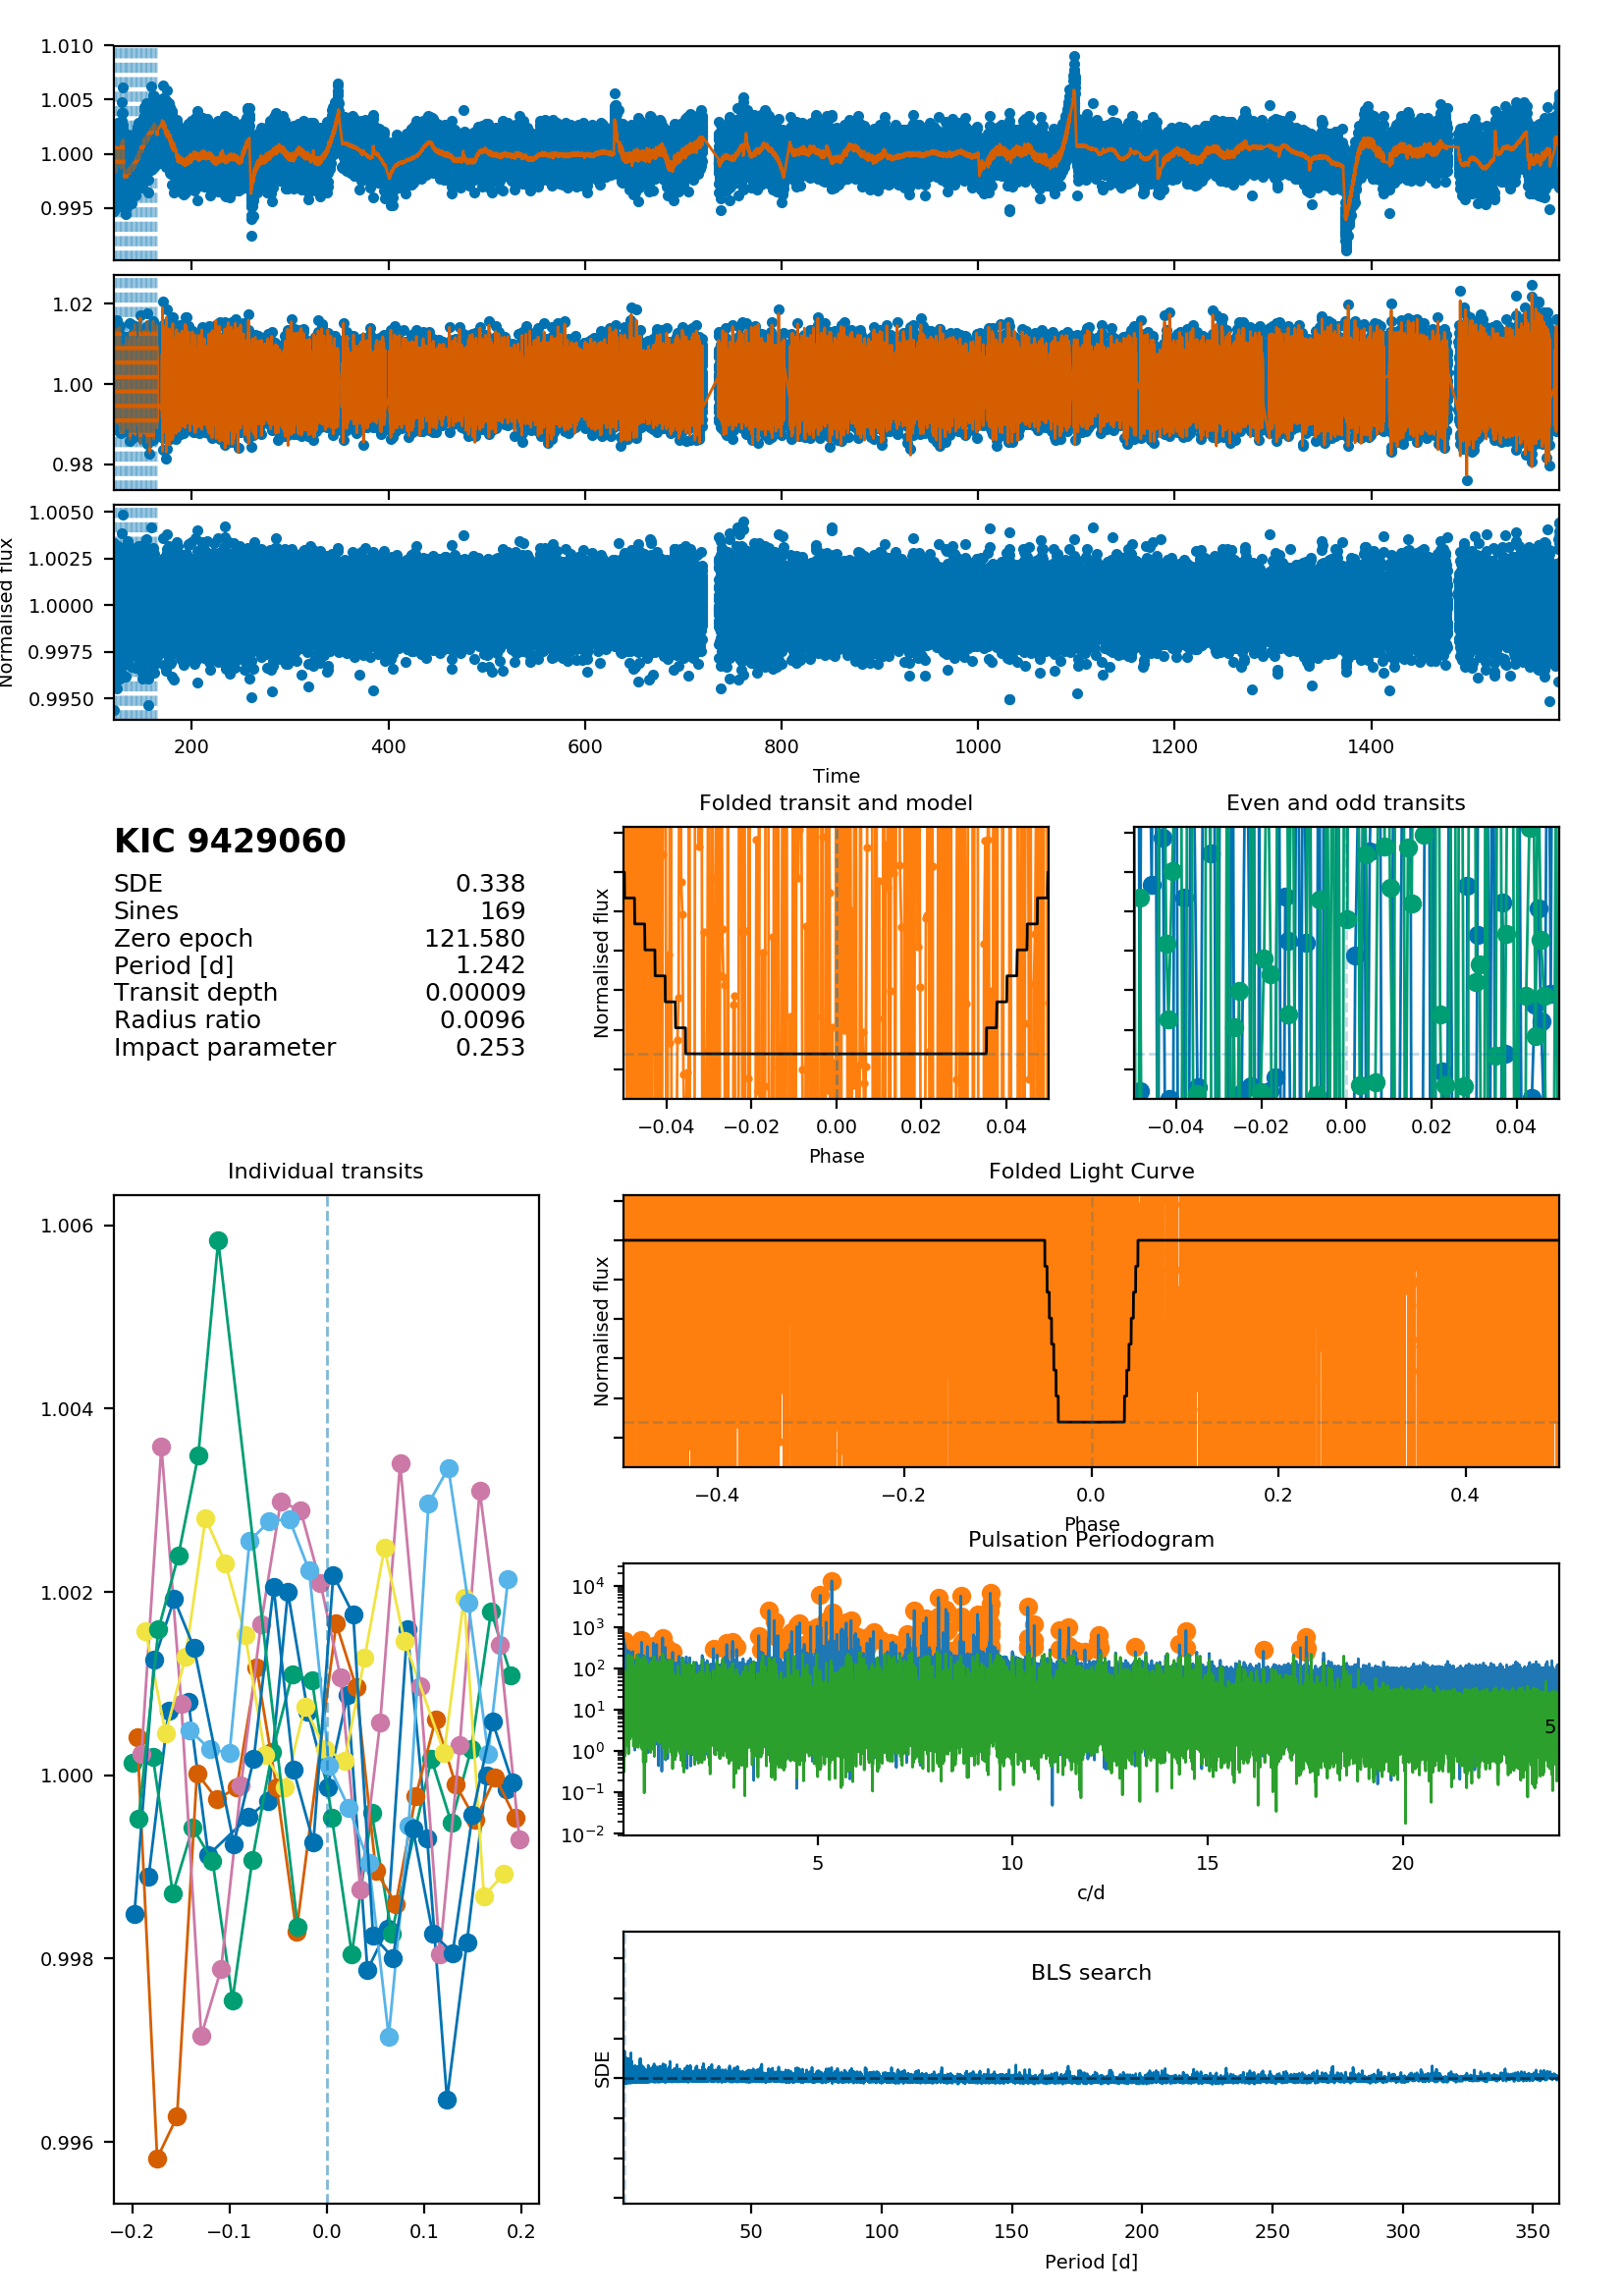 1.010
1.005
1.000
0.995
1.02
1.00
0.98
1.0050
1.0025
1.0000
0.9975
0.9950
Normalised flux
200 400 600 800 1000 1200 1400
Time
KIC 9429060
SDE 0.338
Sines 169
Zero epoch 121.580
Period [d] 1.242
Transit depth 0.00009
Radius ratio 0.0096
Impact parameter 0.253
Folded transit and model
Normalised flux
−0.04 −0.02 0.00 0.02 0.04
Phase
Even and odd transits
−0.04 −0.02 0.00 0.02 0.04
Individual transits
1.006
1.004
1.002
1.000
0.998
0.996
−0.2 −0.1 0.0 0.1 0.2
Folded Light Curve
Normalised flux
−0.4 −0.2 0.0 0.2 0.4
Phase
Pulsation Periodogram
10⁴
10³
10²
10¹
10⁰
10⁻¹
10⁻²
5
5 10 15 20
c/d
BLS search
SDE
50 100 150 200 250 300 350
Period [d]